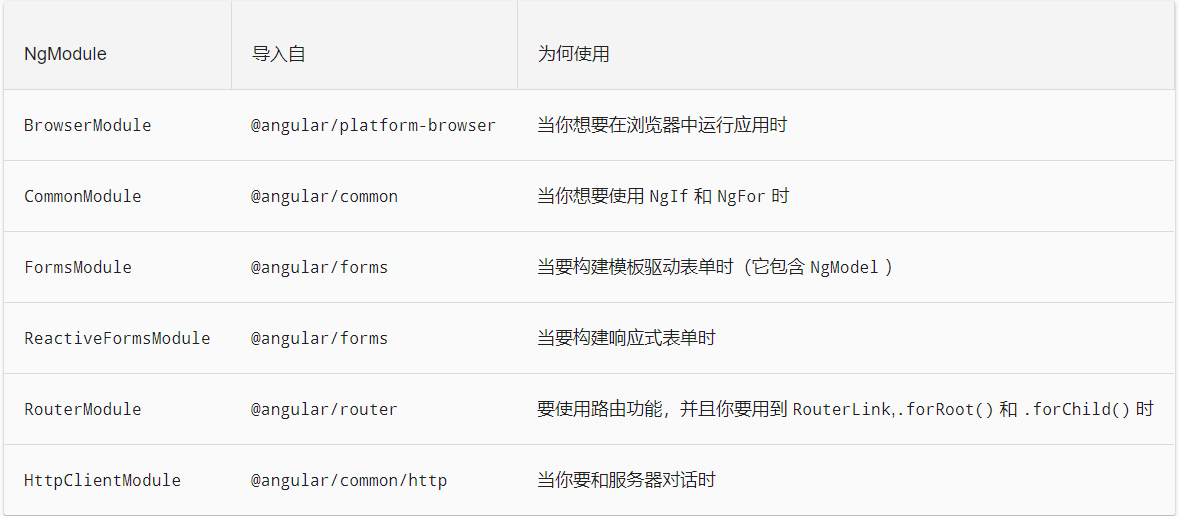 NgModule 导入自 为何使用
BrowserModule @angular/platform-browser 当你想要在浏览器中运行应用时
CommonModule @angular/common 当你想要使用 NgIf 和 NgFor 时
FormsModule @angular/forms 当要构建模板驱动表单时（它包含 NgModel ）
ReactiveFormsModule @angular/forms 当要构建响应式表单时
RouterModule @angular/router 要使用路由功能，并且你要用到 RouterLink,.forRoot() 和 .forChild() 时
HttpClientModule @angular/common/http 当你要和服务器对话时